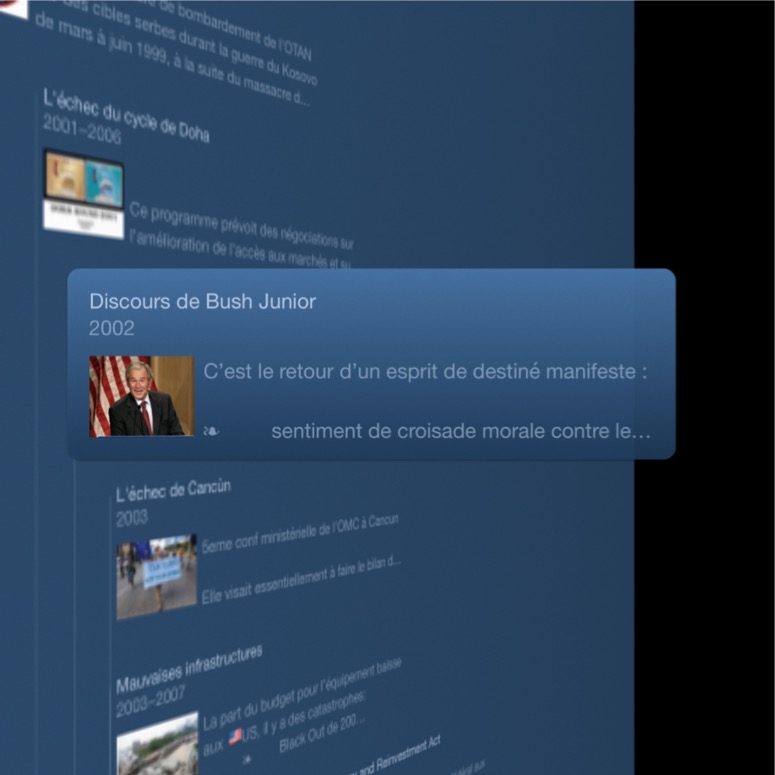 de bombardement de l'OTAN
des cibles serbes durant la guerre du Kosovo
de mars à juin 1999, à la suite du massacre d...
L'échec du cycle de Doha
2001–2006
Ce programme prévoit des négociations sur
l'amélioration de l'accès aux marchés et su
Discours de Bush Junior
2002
C’est le retour d’un esprit de destiné manifeste :
❧ sentiment de croisade morale contre le…
L'échec de Cancùn
2003
5eme conf ministérielle de l'OMC à Cancun
Elle visait essentiellement à faire le bilan d...
Mauvaises infrastructures
2003–2007
La part du budget pour l'équipement baisse
aux 🇺🇸US, il y a des catastrophes:
❧ Black Out de 200...
and Reinvestment Act